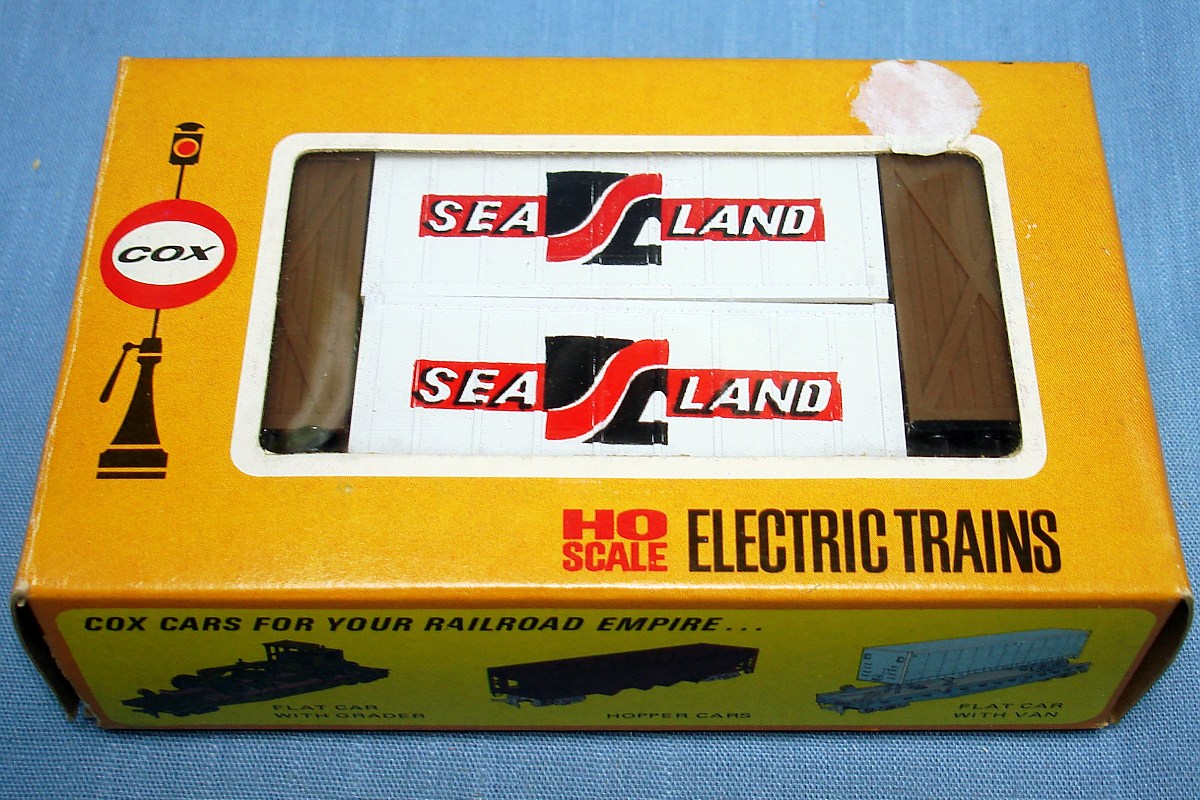 COX
SEA LAND
SEA LAND
HO
SCALE
ELECTRIC TRAINS
COX CARS FOR YOUR RAILROAD EMPIRE...
FLAT CAR
WITH GRADER
HOPPER CARS
FLAT CAR
WITH VAN